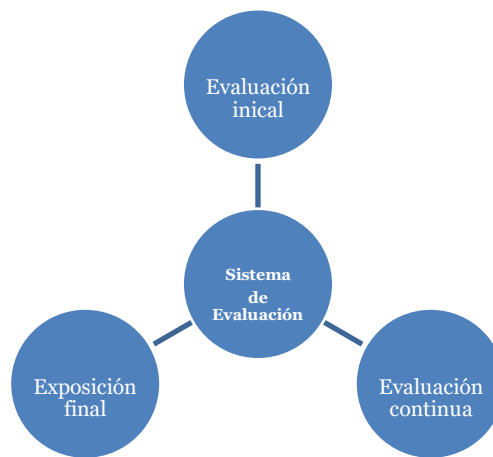 Evaluación
inical
Sistema
de
Evaluación
Exposición
final
Evaluación
continua